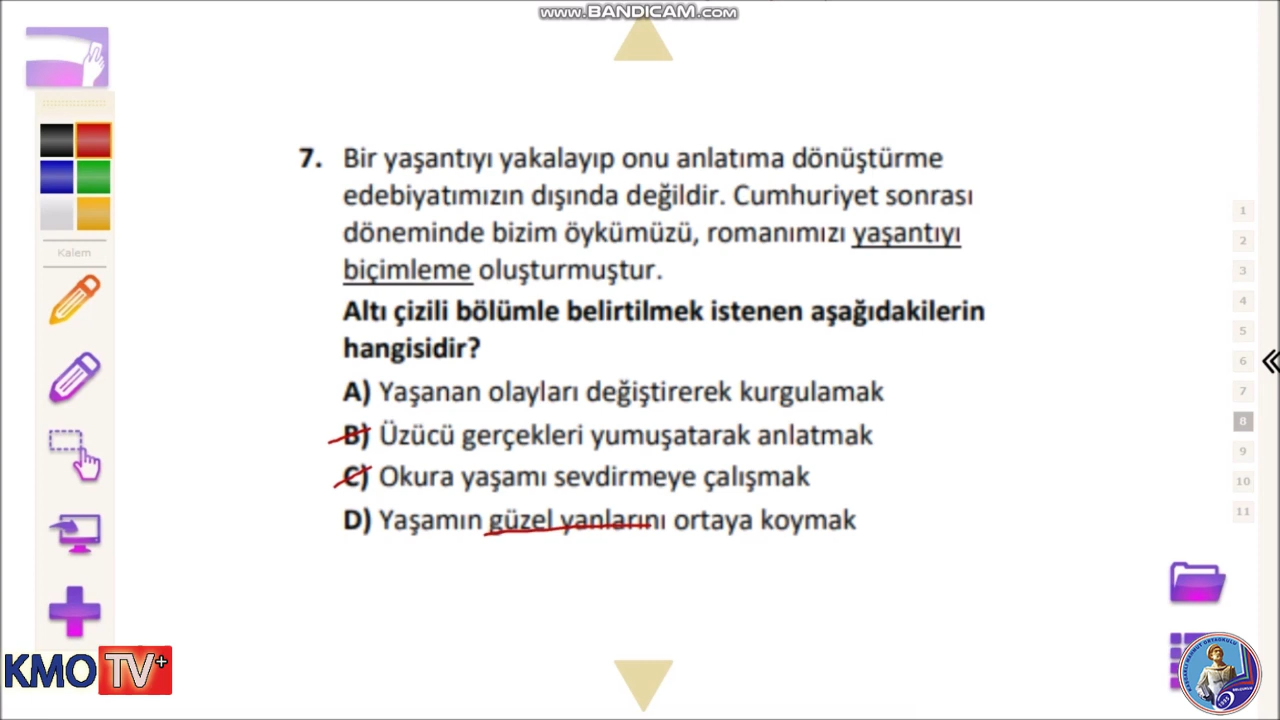 www.BANDICAM.com
7. Bir yaşantıyı yakalayıp onu anlatıma dönüştürme
edebiyatımızın dışında değildir. Cumhuriyet sonrası
döneminde bizim öykümüzü, romanımızı yaşantıyı
biçimleme oluşturmuştur.
Altı çizili bölümle belirtilmek istenen aşağıdakilerin
hangisidir?
A) Yaşanan olayları değiştirerek kurgulamak
B) Üzücü gerçekleri yumuşatarak anlatmak
C) Okura yaşamı sevdirmeye çalışmak
D) Yaşamın güzel yanlarını ortaya koymak
Kalem
1
2
3
4
5
6
7
8
9
10
11
KMO TV+